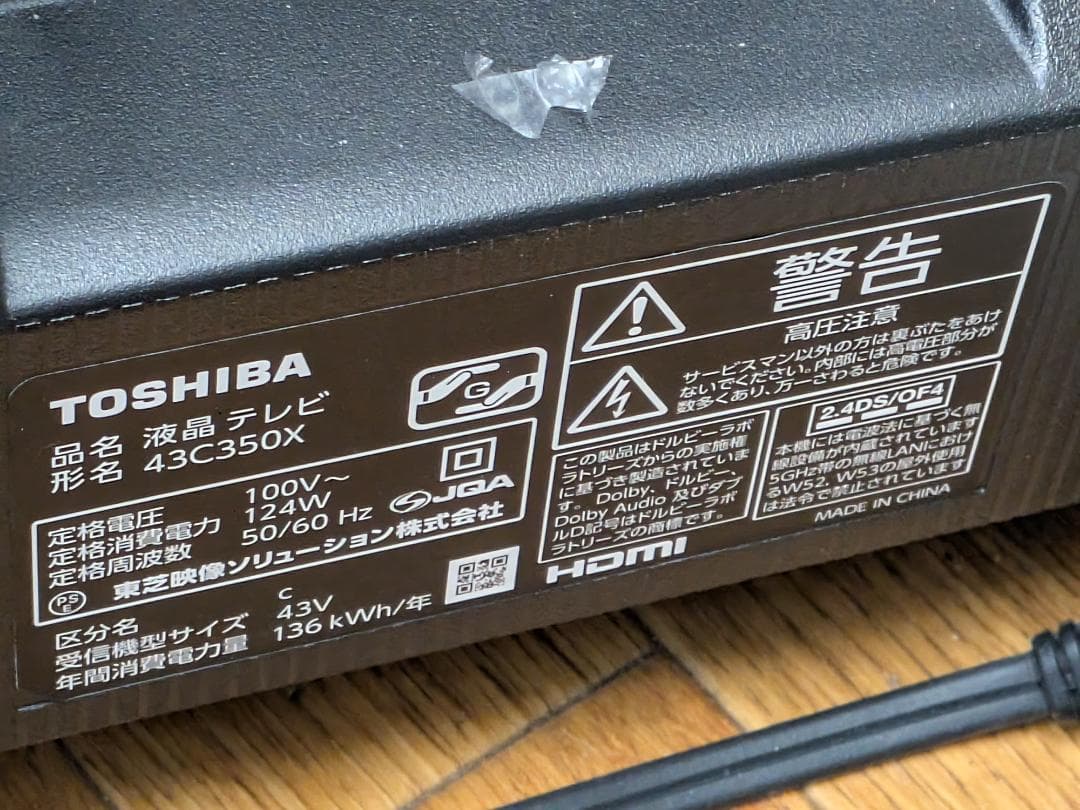 TOSHIBA
品名 液晶 テレビ
形名 43C350X
定格電圧 100V～
定格消費電力 124W
定格周波数 50/60 Hz
JQA
PS
E
東芝映像ソリューション株式会社
区分名 C
受信機型サイズ 43V
年間消費電力量 136 kWh/年
G
警告
高圧注意
サービスマン以外の方は裏ぶたをあけ
ないでください。内部には高電圧部分が
数多くあり、万一さわると危険です。
この製品はドルビーラボ
ラトリーズからの実施権
に基づき製造されていま
す。Dolby、ドルビー、
Dolby Audio 及びダブ
ルD記号はドルビーラボ
ラトリーズの商標です。
2.4DS/OF4
本機には電波法に基づく無
線設備が内蔵されています
5GHz帯の無線LANにおけ
るW52, W53の屋外使用
は法令で禁止されています
HDMI
MADE IN CHINA